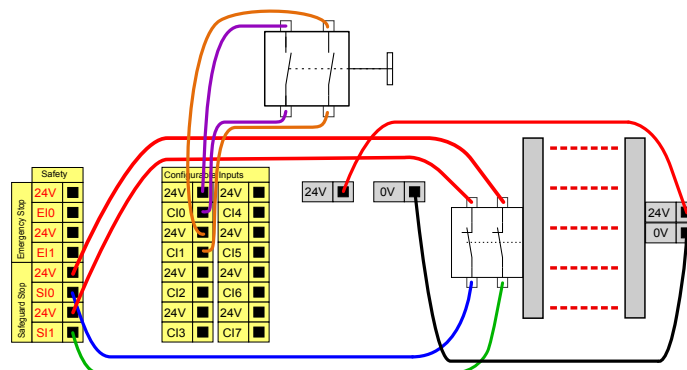 Safety
Emergency Stop
24V
EI0
24V
EI1
Safeguard Stop
24V
SI0
24V
SI1
Configurable Inputs
24V 24V
CI0 CI4
24V 24V
CI1 CI5
24V 24V
CI2 CI6
24V 24V
CI3 CI7
24V
0V
24V
0V